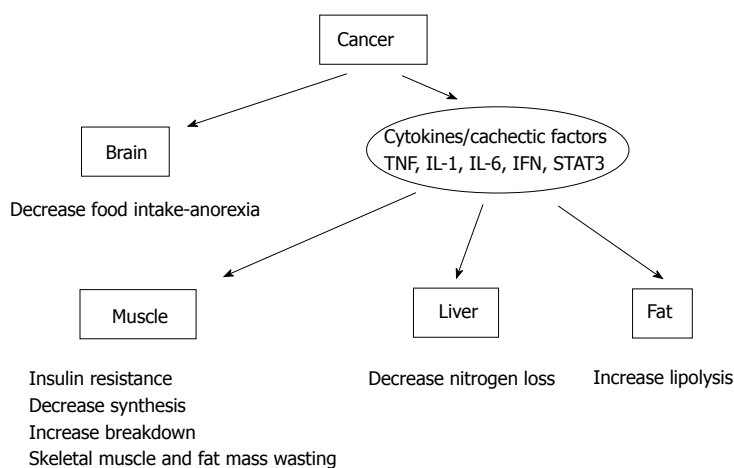 Cancer
Brain
Cytokines/cachectic factors
TNF, IL-1, IL-6, IFN, STAT3
Decrease food intake-anorexia
Muscle
Liver
Fat
Insulin resistance
Decrease synthesis
Increase breakdown
Skeletal muscle and fat mass wasting
Decrease nitrogen loss
Increase lipolysis